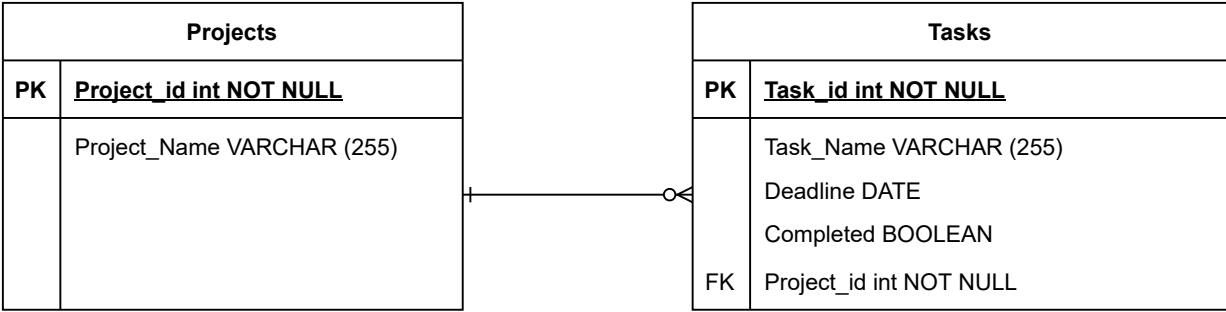 Projects
PK Project_id int NOT NULL
Project_Name VARCHAR (255)
Tasks
PK Task_id int NOT NULL
Task_Name VARCHAR (255)
Deadline DATE
Completed BOOLEAN
FK Project_id int NOT NULL